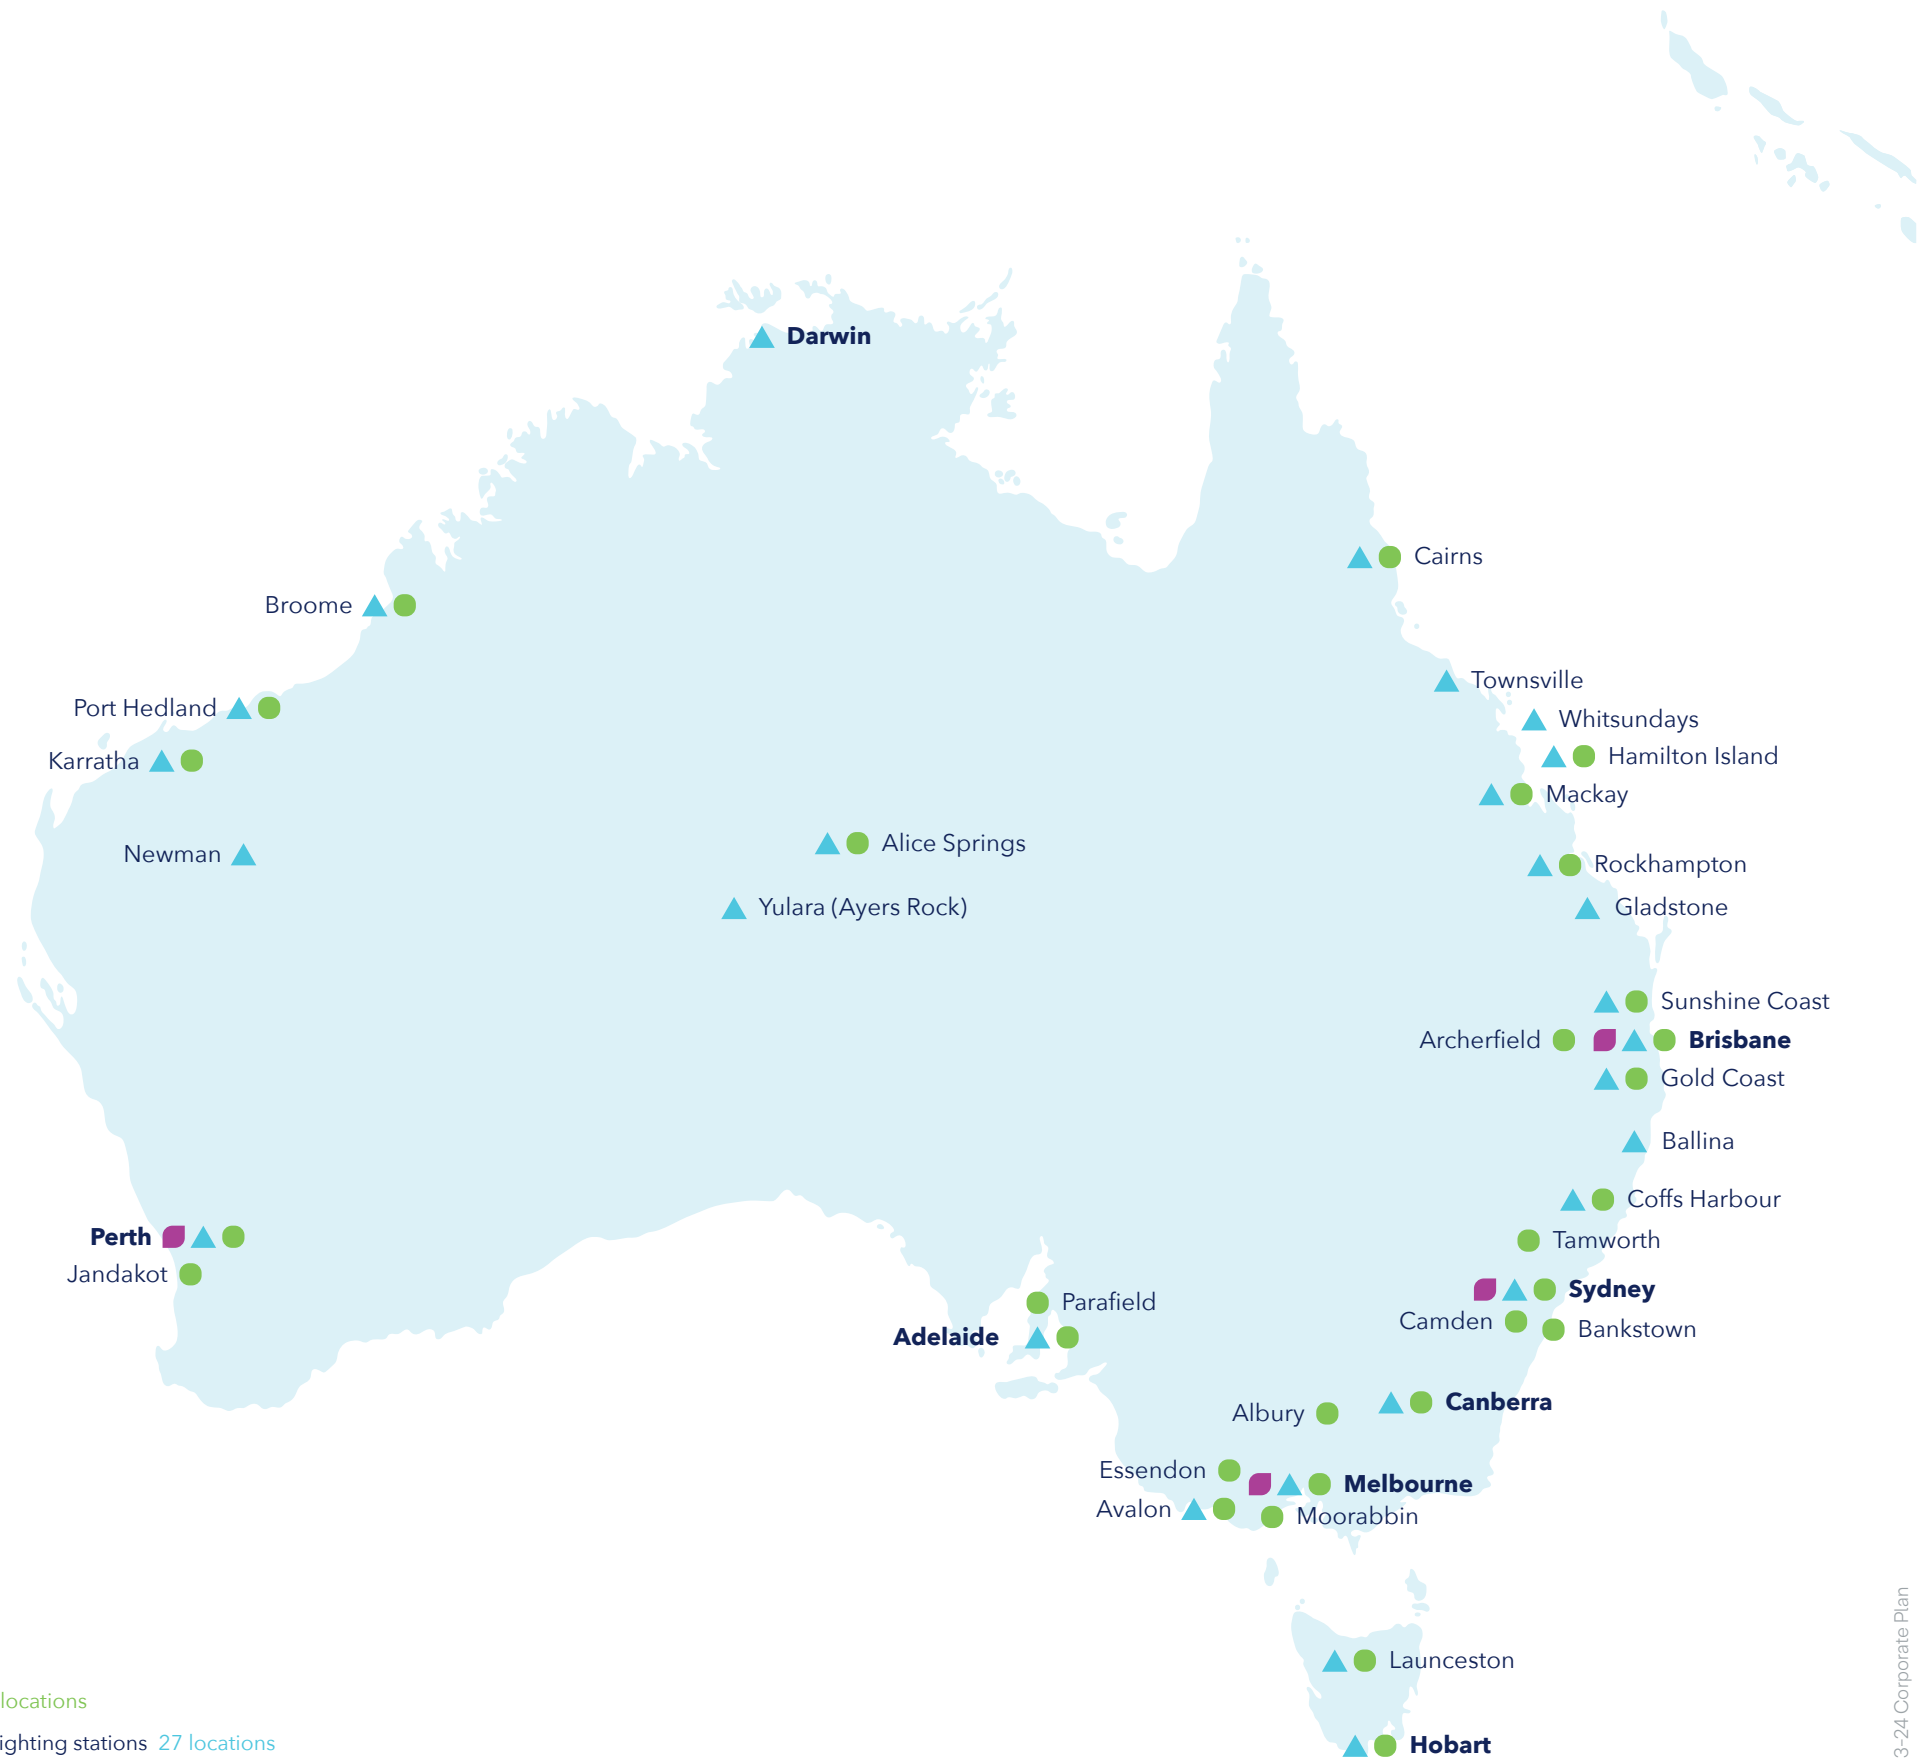 Darwin
Cairns
Broome
Townsville
Port Hedland
Whitsundays
Hamilton Island
Karratha
Mackay
Alice Springs
Newman
Rockhampton
Yulara (Ayers Rock)
Gladstone
Sunshine Coast
Archerfield
Brisbane
Gold Coast
Ballina
Coffs Harbour
Perth
Tamworth
Jandakot
Sydney
Parafield
Camden
Bankstown
Adelaide
Canberra
Albury
Essendon
Melbourne
Avalon
Moorabbin
Launceston
locations
ighting stations 27 locations
Hobart
3–24 Corporate Plan